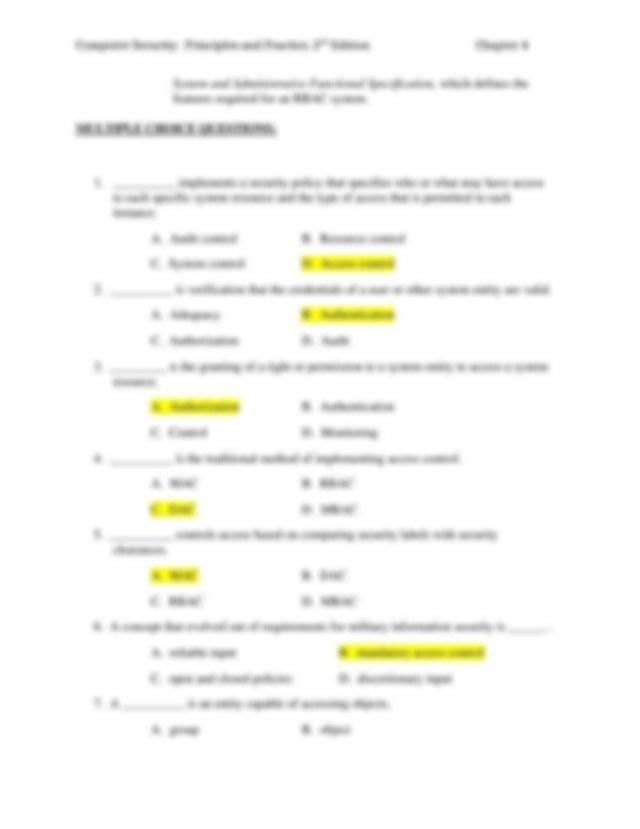 Computer Security: Principles and Practice, 2nd Edition Chapter 4
System and Administrative Functional Specification, which defines the
features required for an RBAC system.
MULTIPLE CHOICE QUESTIONS:
1. __________ implements a security policy that specifies who or what may have access
to each specific system resource and the type of access that is permitted in each
instance.
A. Audit control B. Resource control
C. System control D. Access control
2. __________ is verification that the credentials of a user or other system entity are valid.
A. Adequacy B. Authentication
C. Authorization D. Audit
3. _________ is the granting of a right or permission to a system entity to access a system
resource.
A. Authorization B. Authentication
C. Control D. Monitoring
4. __________ is the traditional method of implementing access control.
A. MAC B. RBAC
C. DAC D. MBAC
5. __________ controls access based on comparing security labels with security
clearances.
A. MAC B. DAC
C. RBAC D. MBAC
6. A concept that evolved out of requirements for military information security is ______ .
A. reliable input B. mandatory access control
C. open and closed policies D. discretionary input
7. A __________ is an entity capable of accessing objects.
A. group B. object